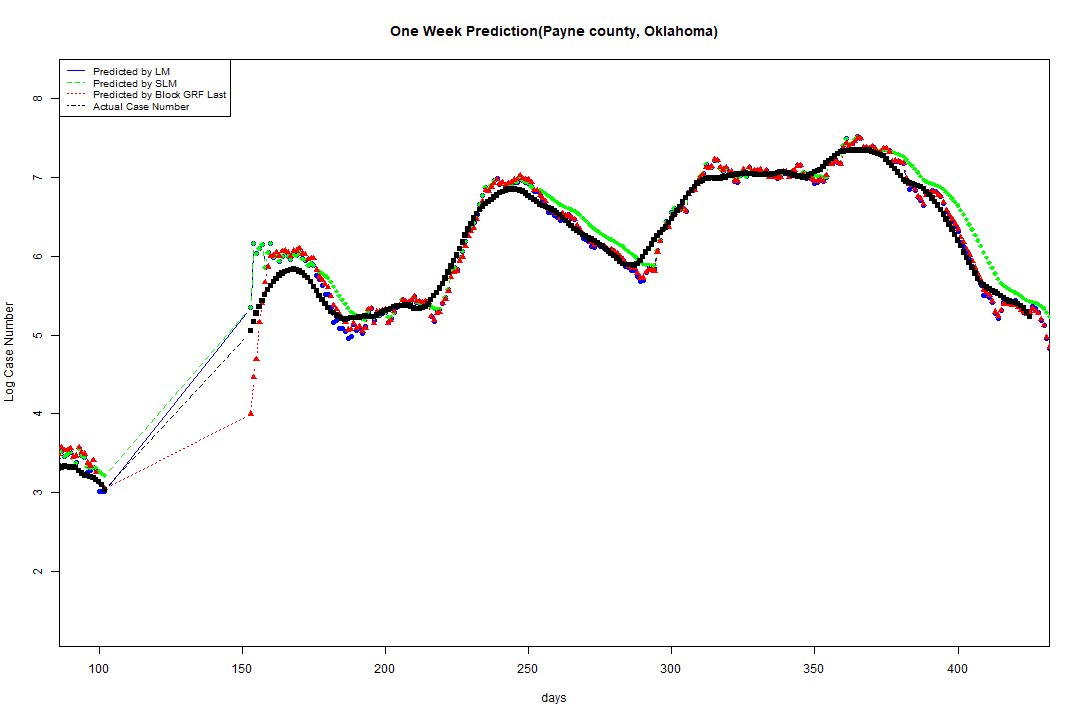 One Week Prediction(Payne county, Oklahoma)
Predicted by LM
Predicted by SLM
Predicted by Block GRF Last
Actual Case Number
8
7
6
5
4
3
2
Log Case Number
100 150 200 250 300 350 400
days